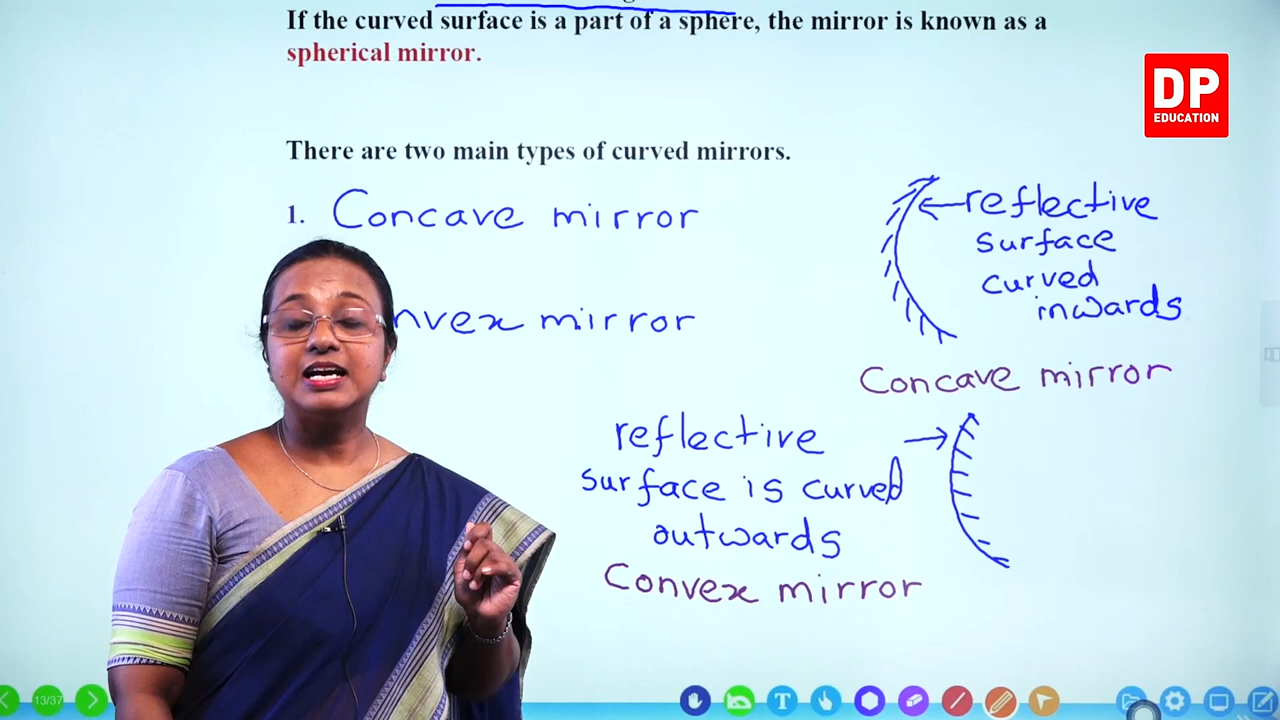 If the curved surface is a part of a sphere, the mirror is known as a
spherical mirror.
DP
EDUCATION
There are two main types of curved mirrors.
1. Concave mirror
nvex mirror
reflective
surface
curved
inwards
Concave mirror
reflective
surface is curved
outwards
Convex mirror
13/37
T